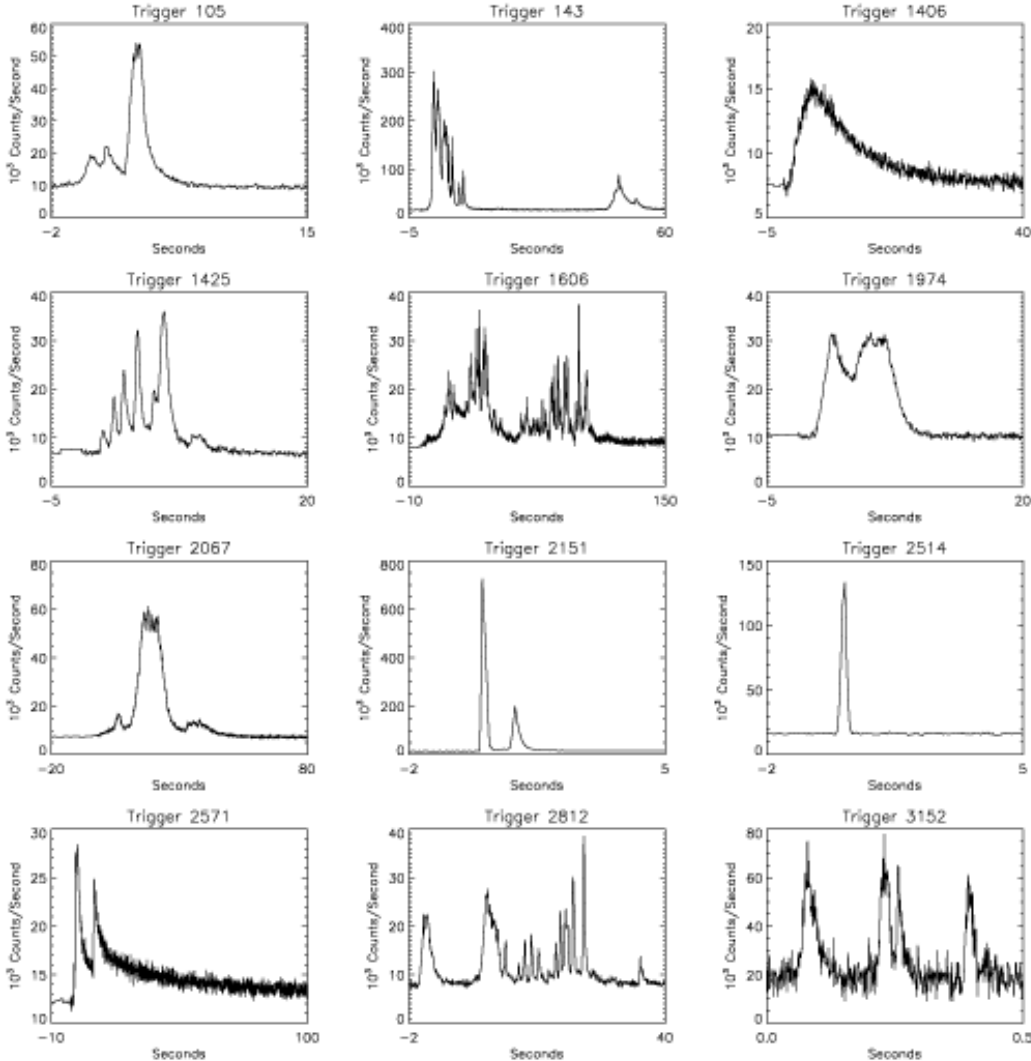 Trigger 105
60
50
40
30
20
10
0
10³ Counts/Second
-2
15
Seconds
Trigger 143
400
300
200
100
0
10³ Counts/Second
-5
60
Seconds
Trigger 1406
20
15
10
5
10³ Counts/Second
-5
40
Seconds
Trigger 1425
40
30
20
10
0
10³ Counts/Second
-5
20
Seconds
Trigger 1606
40
30
20
10
0
10³ Counts/Second
-10
150
Seconds
Trigger 1974
40
30
20
10
0
10³ Counts/Second
-5
20
Seconds
Trigger 2067
80
60
40
20
0
10³ Counts/Second
-20
80
Seconds
Trigger 2151
800
600
400
200
0
10³ Counts/Second
-2
5
Seconds
Trigger 2514
150
100
50
0
10³ Counts/Second
-2
5
Seconds
Trigger 2571
30
25
20
15
10
10³ Counts/Second
-10
100
Seconds
Trigger 2812
40
30
20
10
0
10³ Counts/Second
-2
40
Seconds
Trigger 3152
80
60
40
20
0
10³ Counts/Second
0.0
0.5
Seconds